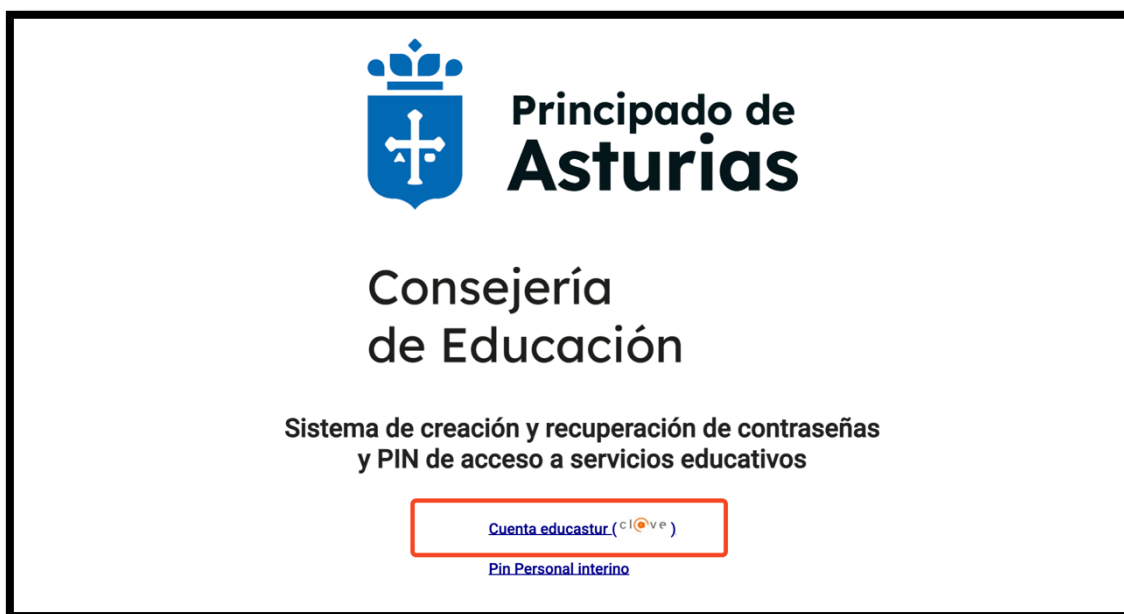 Principado de
Asturias
Consejería
de Educación
Sistema de creación y recuperación de contraseñas
y PIN de acceso a servicios educativos
Cuenta educastur (cl@ve)
Pin Personal interino